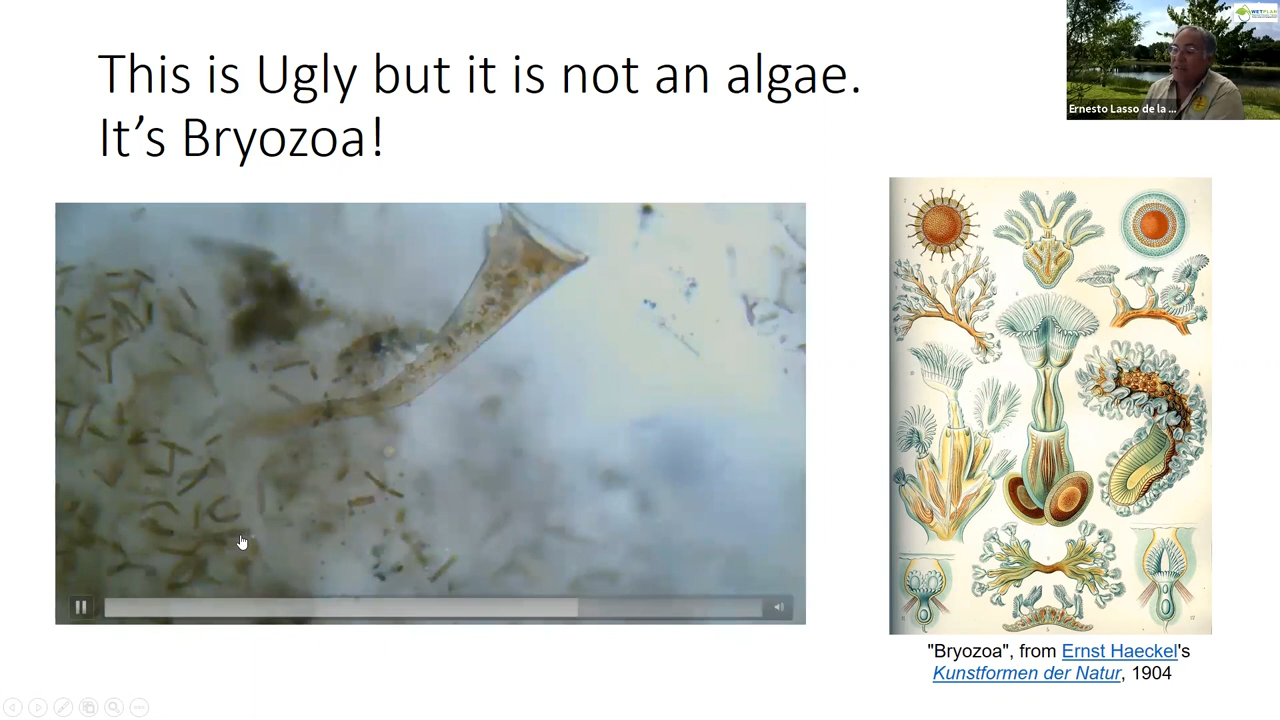 This is Ugly but it is not an algae.
It's Bryozoa!
WETPLAN
Ernesto Lasso de la ...
"Bryozoa", from Ernst Haeckel's
Kunstformen der Natur, 1904